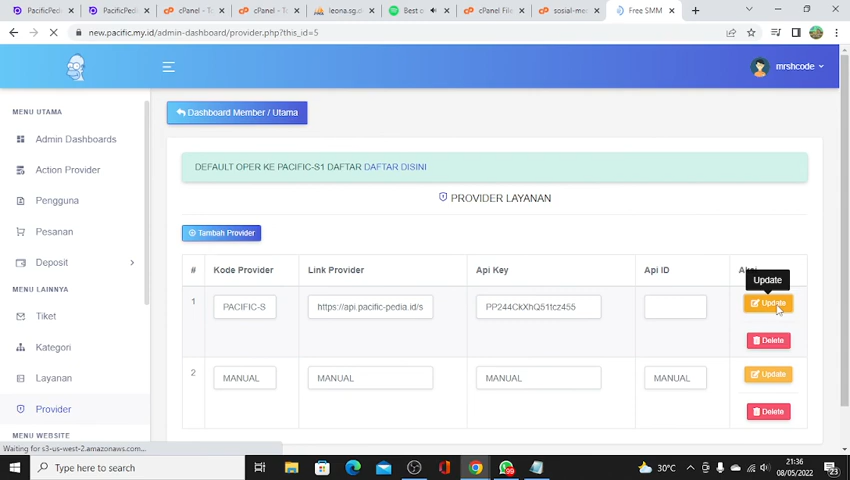 PacificPed
PacificPed
cPanel - T
cPanel - T
leona.sg.d
Best o
cPanel File
sosial-me
Free SMM
new.pacific.my.id/admin-dashboard/provider.php?this_id=5
mrshcode
MENU UTAMA
Admin Dashboards
Action Provider
Pengguna
Pesanan
Deposit
MENU LAINNYA
Tiket
Kategori
Layanan
Provider
MENU WEBSITE
Dashboard Member / Utama
DEFAULT OPER KE PACIFIC-S1 DAFTAR DAFTAR DISINI
PROVIDER LAYANAN
Tambah Provider
# Kode Provider Link Provider Api Key Api ID Aksi
Update
1 PACIFIC-S https://api.pacific-pedia.id/s PP244CkXhQ51tcz455 Update
Delete
2 MANUAL MANUAL MANUAL MANUAL Update
Delete
Waiting for s3-us-west-2.amazonaws.com...
Type here to search
99
30°C
21:36
08/05/2022
23